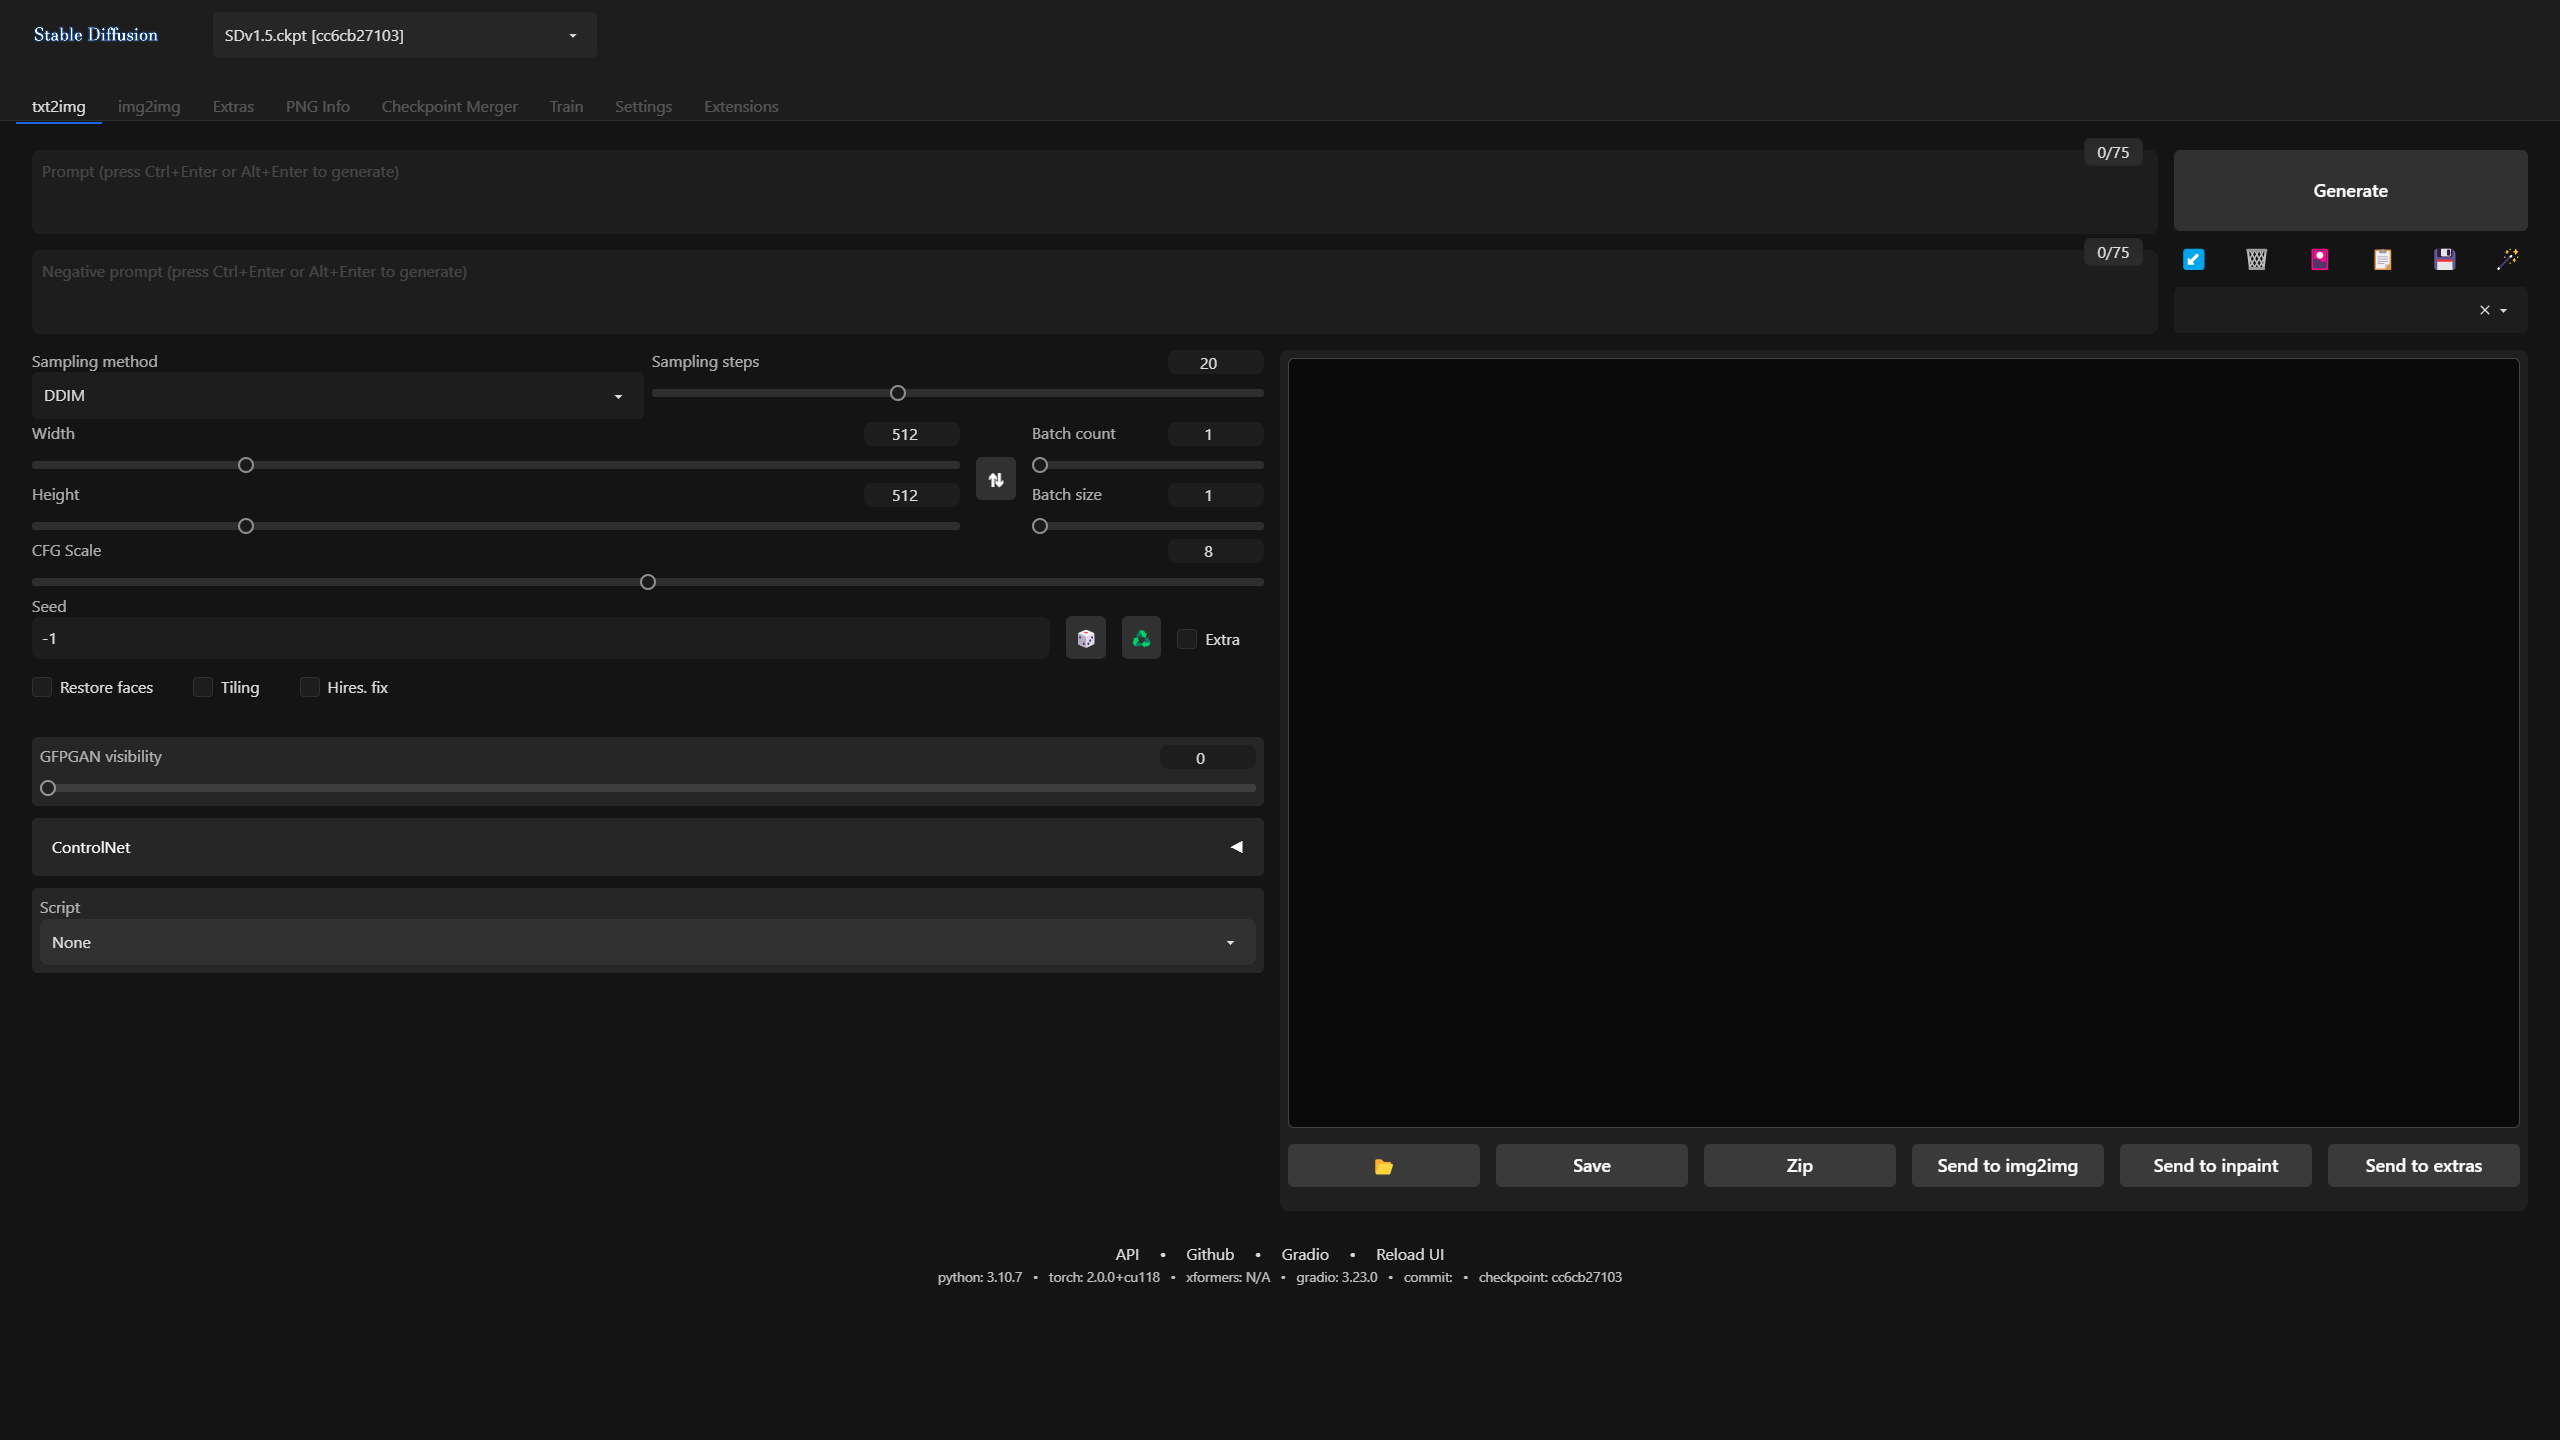 Stable Diffusion
SDv1.5.ckpt [cc6cb27103]
txt2img img2img Extras PNG Info Checkpoint Merger Train Settings Extensions
Prompt (press Ctrl+Enter or Alt+Enter to generate)
0/75
Generate
Negative prompt (press Ctrl+Enter or Alt+Enter to generate)
0/75
Sampling method
DDIM
Sampling steps
20
Width
512
Batch count
1
Height
512
Batch size
1
CFG Scale
8
Seed
-1
Extra
Restore faces Tiling Hires. fix
GFPGAN visibility
0
ControlNet
Script
None
Save Zip Send to img2img Send to inpaint Send to extras
API • Github • Gradio • Reload UI
python: 3.10.7 • torch: 2.0.0+cu118 • xformers: N/A • gradio: 3.23.0 • commit: • checkpoint: cc6cb27103